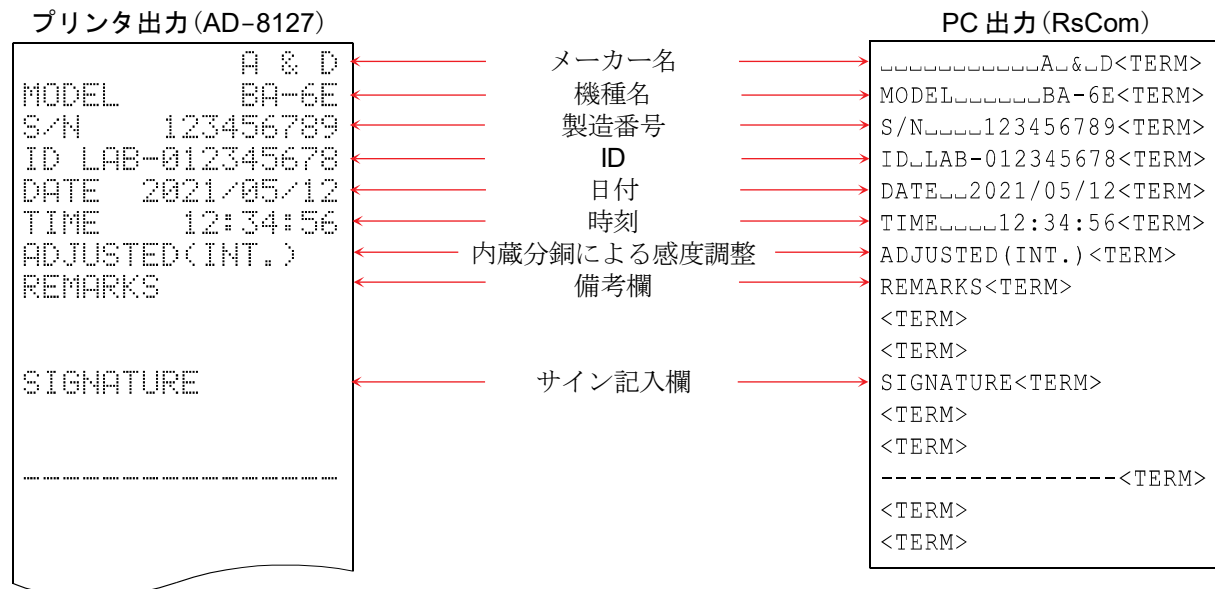 プリンタ出力(AD-8127)
A & D
MODEL BA-6E
S/N 123456789
ID LAB-012345678
DATE 2021/05/12
TIME 12:34:56
ADJUSTED(INT.)
REMARKS
SIGNATURE
----------------
メーカー名
機種名
製造番号
ID
日付
時刻
内蔵分銅による感度調整
備考欄
サイン記入欄
PC 出力(RsCom)
␣␣␣␣␣␣␣␣␣␣␣A␣&␣D<TERM>
MODEL␣␣␣␣␣␣BA-6E<TERM>
S/N␣␣␣␣123456789<TERM>
ID␣LAB-012345678<TERM>
DATE␣␣2021/05/12<TERM>
TIME␣␣␣␣12:34:56<TERM>
ADJUSTED(INT.)<TERM>
REMARKS<TERM>
<TERM>
<TERM>
SIGNATURE<TERM>
<TERM>
<TERM>
----------------<TERM>
<TERM>
<TERM>